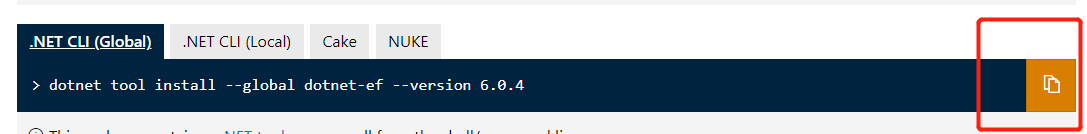 .NET CLI (Global) .NET CLI (Local) Cake NUKE
> dotnet tool install --global dotnet-ef --version 6.0.4